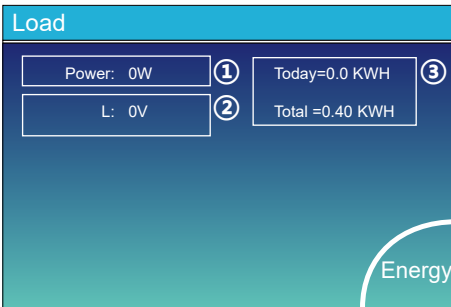 Load
Power: 0W ①
L: 0V ②
Today=0.0 KWH ③
Total =0.40 KWH
Energy